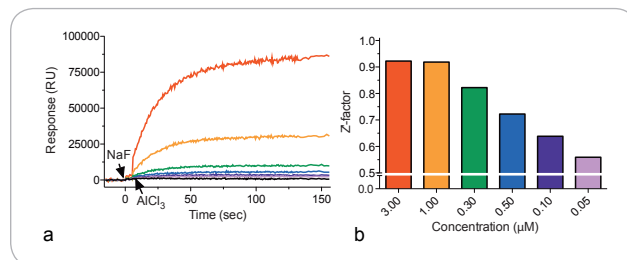 100000
75000
50000
25000
0
Response (RU)
NaF
AlCl3
0
50
100
150
Time (sec)
a
1.0
0.9
0.8
0.7
0.6
0.5
0.0
Z-factor
3.00
1.00
0.30
0.50
0.10
0.05
Concentration (µM)
b